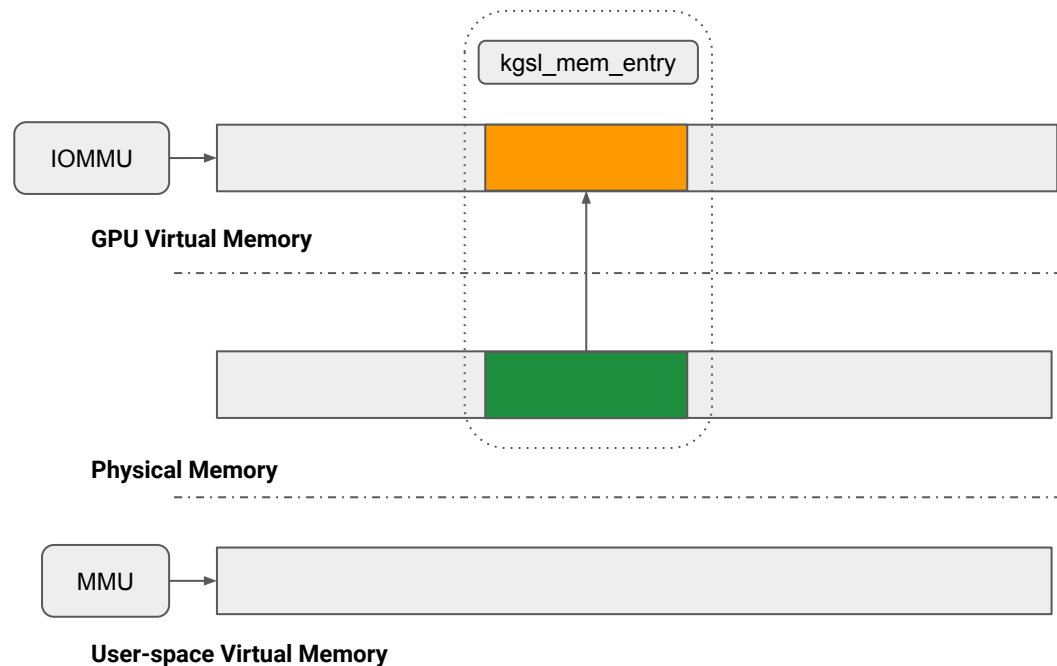 kgsl_mem_entry
IOMMU
GPU Virtual Memory
Physical Memory
MMU
User-space Virtual Memory